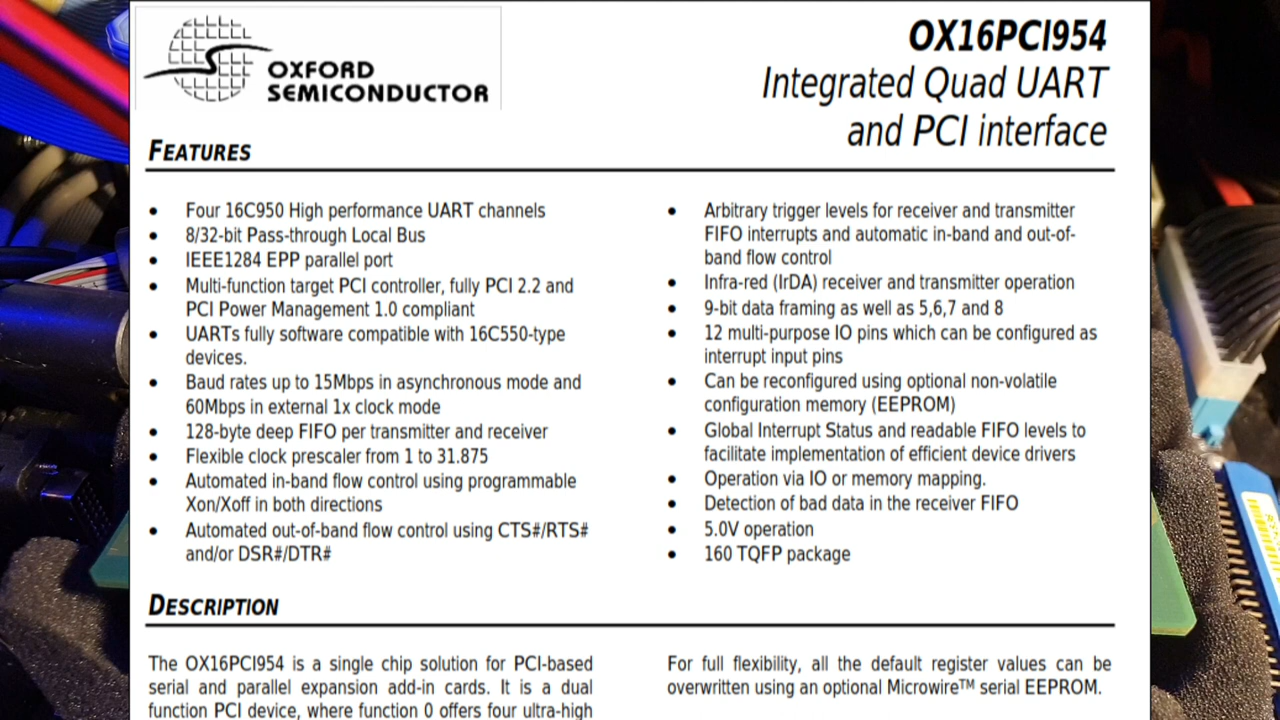 OXFORD
SEMICONDUCTOR
OX16PCI954
Integrated Quad UART
and PCI interface
FEATURES
• Four 16C950 High performance UART channels
• 8/32-bit Pass-through Local Bus
• IEEE1284 EPP parallel port
• Multi-function target PCI controller, fully PCI 2.2 and
PCI Power Management 1.0 compliant
• UARTs fully software compatible with 16C550-type
devices.
• Baud rates up to 15Mbps in asynchronous mode and
60Mbps in external 1x clock mode
• 128-byte deep FIFO per transmitter and receiver
• Flexible clock prescaler from 1 to 31.875
• Automated in-band flow control using programmable
Xon/Xoff in both directions
• Automated out-of-band flow control using CTS#/RTS#
and/or DSR#/DTR#
• Arbitrary trigger levels for receiver and transmitter
FIFO interrupts and automatic in-band and out-of-
band flow control
• Infra-red (IrDA) receiver and transmitter operation
• 9-bit data framing as well as 5,6,7 and 8
• 12 multi-purpose IO pins which can be configured as
interrupt input pins
• Can be reconfigured using optional non-volatile
configuration memory (EEPROM)
• Global Interrupt Status and readable FIFO levels to
facilitate implementation of efficient device drivers
• Operation via IO or memory mapping.
• Detection of bad data in the receiver FIFO
• 5.0V operation
• 160 TQFP package
DESCRIPTION
The OX16PCI954 is a single chip solution for PCI-based
serial and parallel expansion add-in cards. It is a dual
function PCI device, where function 0 offers four ultra-high
For full flexibility, all the default register values can be
overwritten using an optional Microwire™ serial EEPROM.